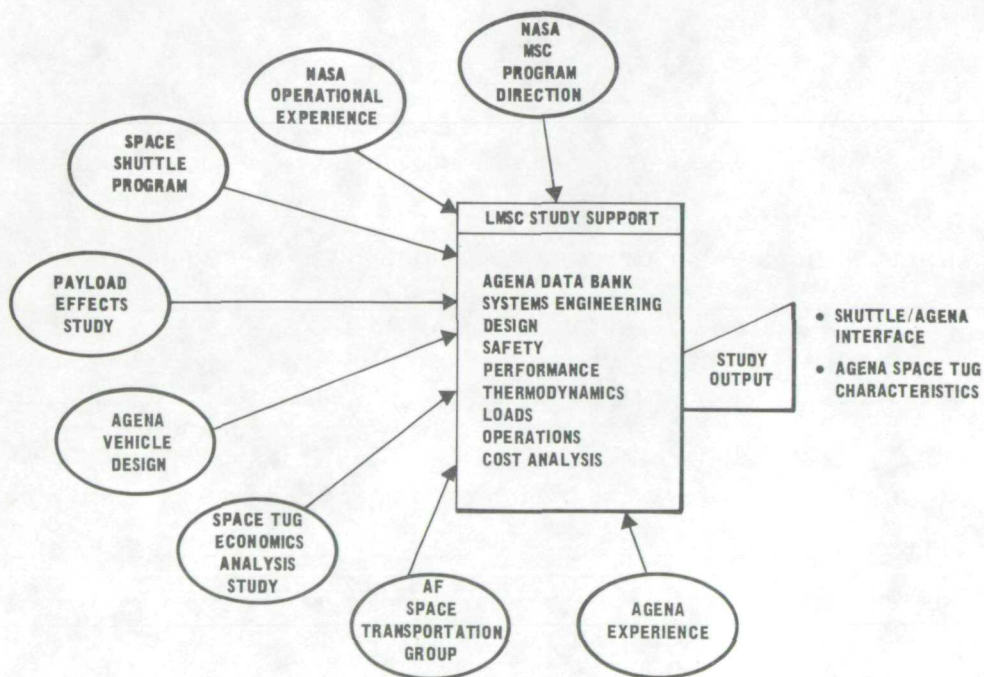 NASA
MSC
PROGRAM
DIRECTION
NASA
OPERATIONAL
EXPERIENCE
SPACE
SHUTTLE
PROGRAM
PAYLOAD
EFFECTS
STUDY
AGENA
VEHICLE
DESIGN
SPACE TUG
ECONOMICS
ANALYSIS
STUDY
AF
SPACE
TRANSPORTATION
GROUP
AGENA
EXPERIENCE
LMSC STUDY SUPPORT
AGENA DATA BANK
SYSTEMS ENGINEERING
DESIGN
SAFETY
PERFORMANCE
THERMODYNAMICS
LOADS
OPERATIONS
COST ANALYSIS
STUDY
OUTPUT
• SHUTTLE/AGENA
INTERFACE
• AGENA SPACE TUG
CHARACTERISTICS